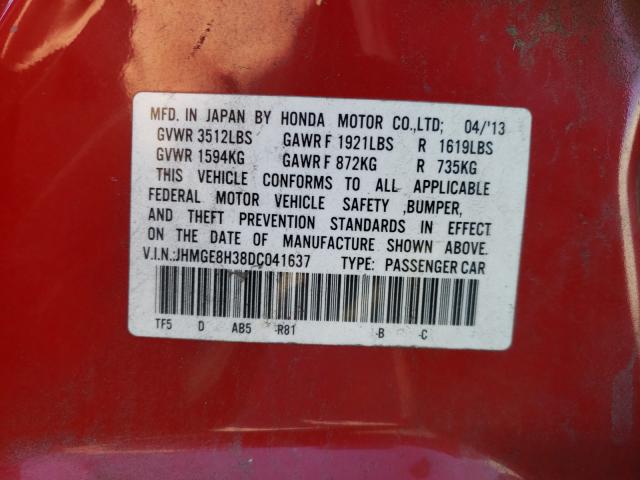 MFD. IN JAPAN BY HONDA MOTOR CO.,LTD; 04/'13
GVWR 3512LBS GAWR F 1921LBS R 1619LBS
GVWR 1594KG GAWR F 872KG R 735KG
THIS VEHICLE CONFORMS TO ALL APPLICABLE
FEDERAL MOTOR VEHICLE SAFETY ,BUMPER,
AND THEFT PREVENTION STANDARDS IN EFFECT
ON THE DATE OF MANUFACTURE SHOWN ABOVE.
V.I.N.:JHMGE8H38DC041637 TYPE: PASSENGER CAR
TF5 D AB5 -R81 -B -C